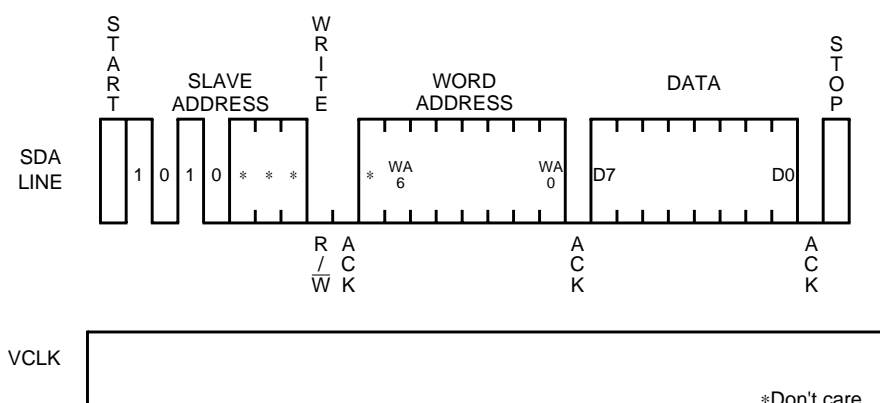 START
SLAVE
ADDRESS
WRITE
WORD
ADDRESS
DATA
STOP
SDA
LINE
1 0 1 0 * * *
* WA
6
WA
0
D7 D0
R
/
W̅
ACK
ACK
ACK
VCLK
*Don't care